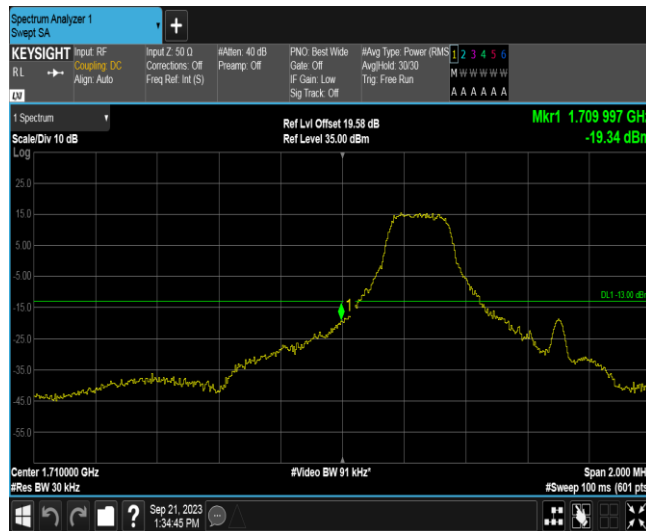 Spectrum Analyzer 1
Swept SA
+
KEYSIGHT
RL
LXI
Input: RF
Coupling: DC
Align: Auto
Input Z: 50 Ω
Corrections: Off
Freq Ref: Int (S)
#Atten: 40 dB
Preamp: Off
PNO: Best Wide
Gate: Off
IF Gain: Low
Sig Track: Off
#Avg Type: Power (RMS
Avg|Hold: 30/30
Trig: Free Run
1 2 3 4 5 6
M W W W W W
A A A A A A
1 Spectrum
Scale/Div 10 dB
Ref Lvl Offset 19.58 dB
Ref Level 35.00 dBm
Mkr1 1.709 997 GHz
-19.34 dBm
Log
25.0
15.0
5.00
-5.00
-15.0
-25.0
-35.0
-45.0
-55.0
1
DL1 -13.00 dBm
Center 1.710000 GHz
#Res BW 30 kHz
#Video BW 91 kHz*
Span 2.000 MHz
#Sweep 100 ms (601 pts)
?
Sep 21, 2023
1:34:45 PM